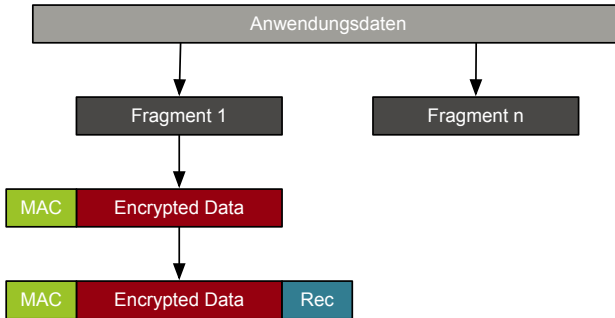 Anwendungsdaten
Fragment 1
Fragment n
MAC Encrypted Data
MAC Encrypted Data Rec